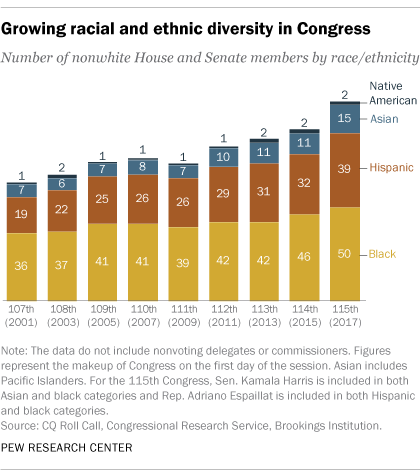 Growing racial and ethnic diversity in Congress
Number of nonwhite House and Senate members by race/ethnicity
Native
American
Asian
Hispanic
Black
1 2 1 1 1 1 2 2 2
7 6 7 8 7 10 11 11 15
19 22 25 26 26 29 31 32 39
36 37 41 41 39 42 42 46 50
107th 108th 109th 110th 111th 112th 113th 114th 115th
(2001) (2003) (2005) (2007) (2009) (2011) (2013) (2015) (2017)
Note: The data do not include nonvoting delegates or commissioners. Figures
represent the makeup of Congress on the first day of the session. Asian includes
Pacific Islanders. For the 115th Congress, Sen. Kamala Harris is included in both
Asian and black categories and Rep. Adriano Espaillat is included in both Hispanic
and black categories.
Source: CQ Roll Call, Congressional Research Service, Brookings Institution.
PEW RESEARCH CENTER